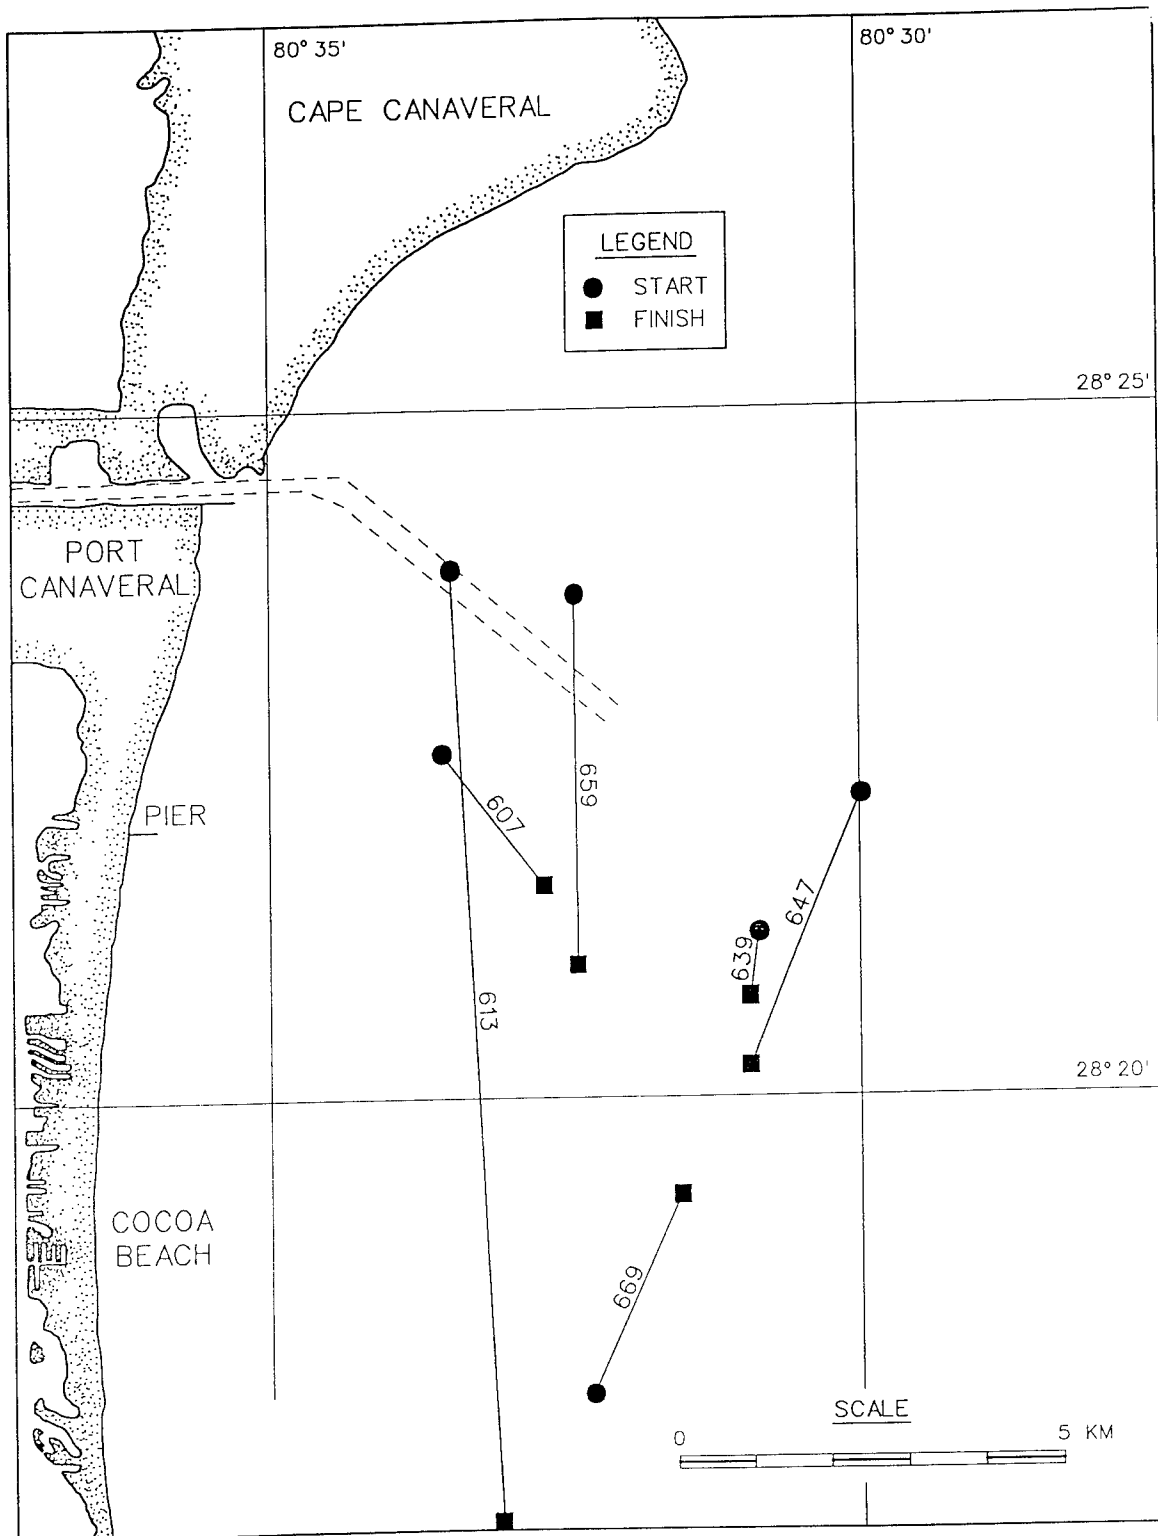 80° 35'
80° 30'
CAPE CANAVERAL
LEGEND
START
FINISH
28° 25'
PORT
CANAVERAL
659
PIER
607
647
639
613
28° 20'
COCOA
BEACH
669
SCALE
0
5 KM